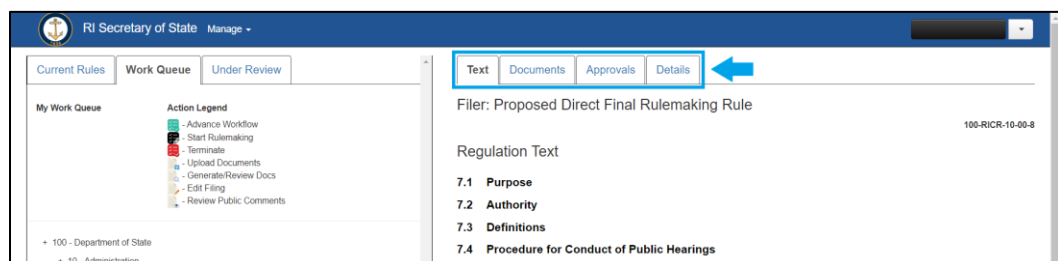 RI Secretary of State Manage
Current Rules Work Queue Under Review
My Work Queue Action Legend
- Advance Workflow
- Start Rulemaking
- Terminate
- Upload Documents
- Generate/Review Docs
- Edit Filing
- Review Public Comments
+ 100 - Department of State
+ 10 - Administration
Text Documents Approvals Details
Filer: Proposed Direct Final Rulemaking Rule
100-RICR-10-00-8
Regulation Text
7.1 Purpose
7.2 Authority
7.3 Definitions
7.4 Procedure for Conduct of Public Hearings